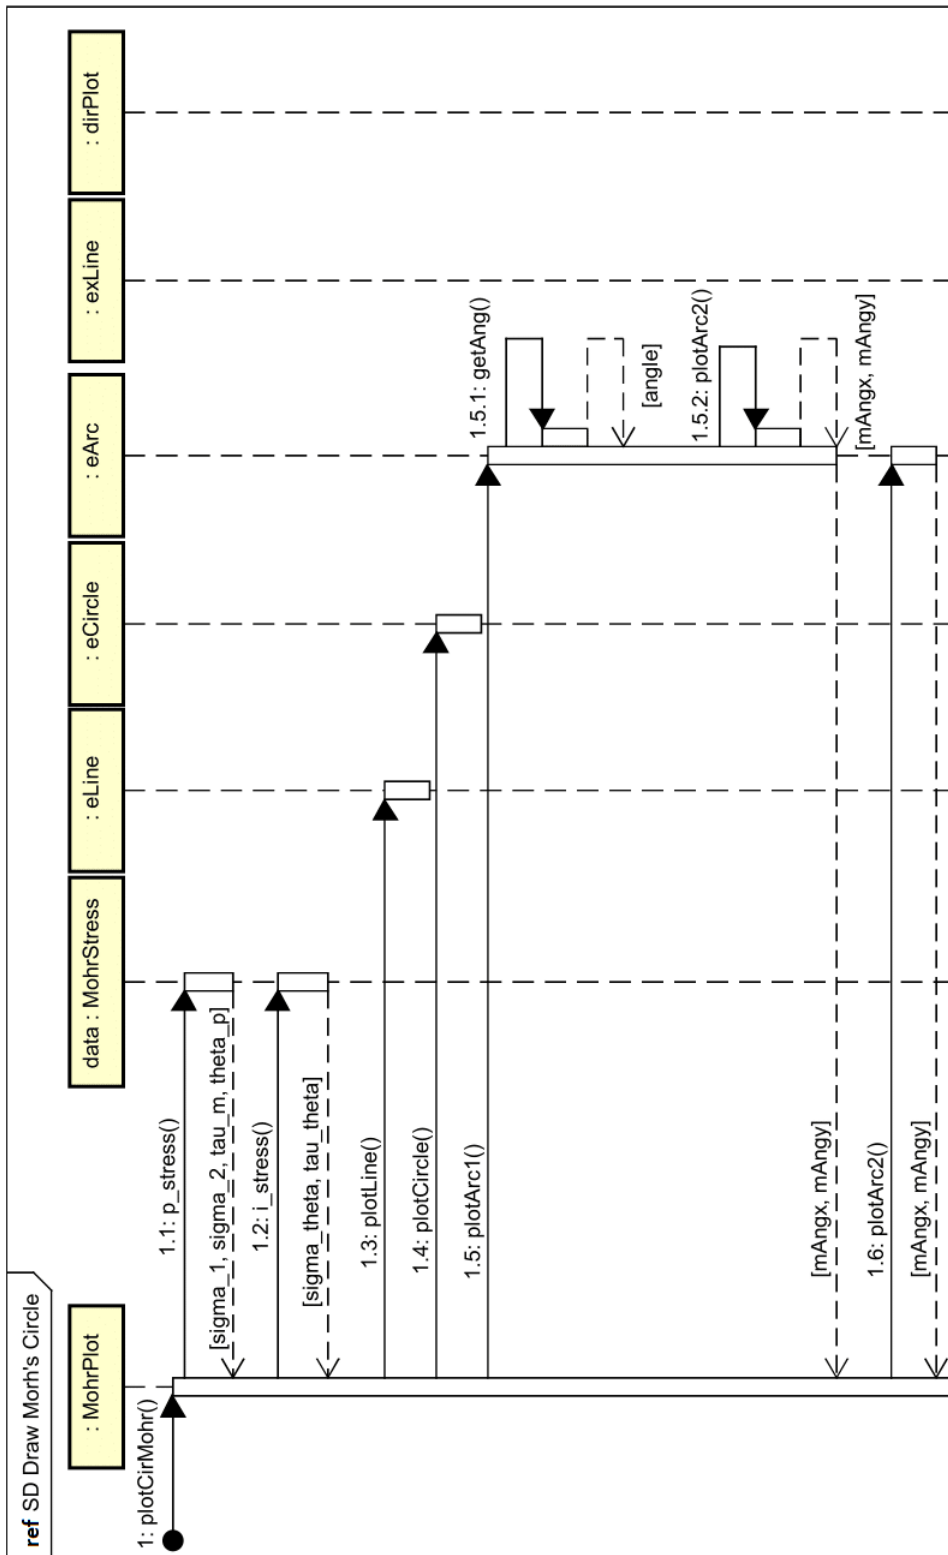 ref SD Draw Morh's Circle
: MohrPlot
data : MohrStress
: eLine
: eCircle
: eArc
: exLine
: dirPlot
1: plotCirMohr()
1.1: p_stress()
[sigma_1, sigma_2, tau_m, theta_p]
1.2: i_stress()
[sigma_theta, tau_theta]
1.3: plotLine()
1.4: plotCircle()
1.5: plotArc1()
1.5.1: getAng()
[angle]
1.5.2: plotArc2()
[mAngx, mAngy]
[mAngx, mAngy]
1.6: plotArc2()
[mAngx, mAngy]